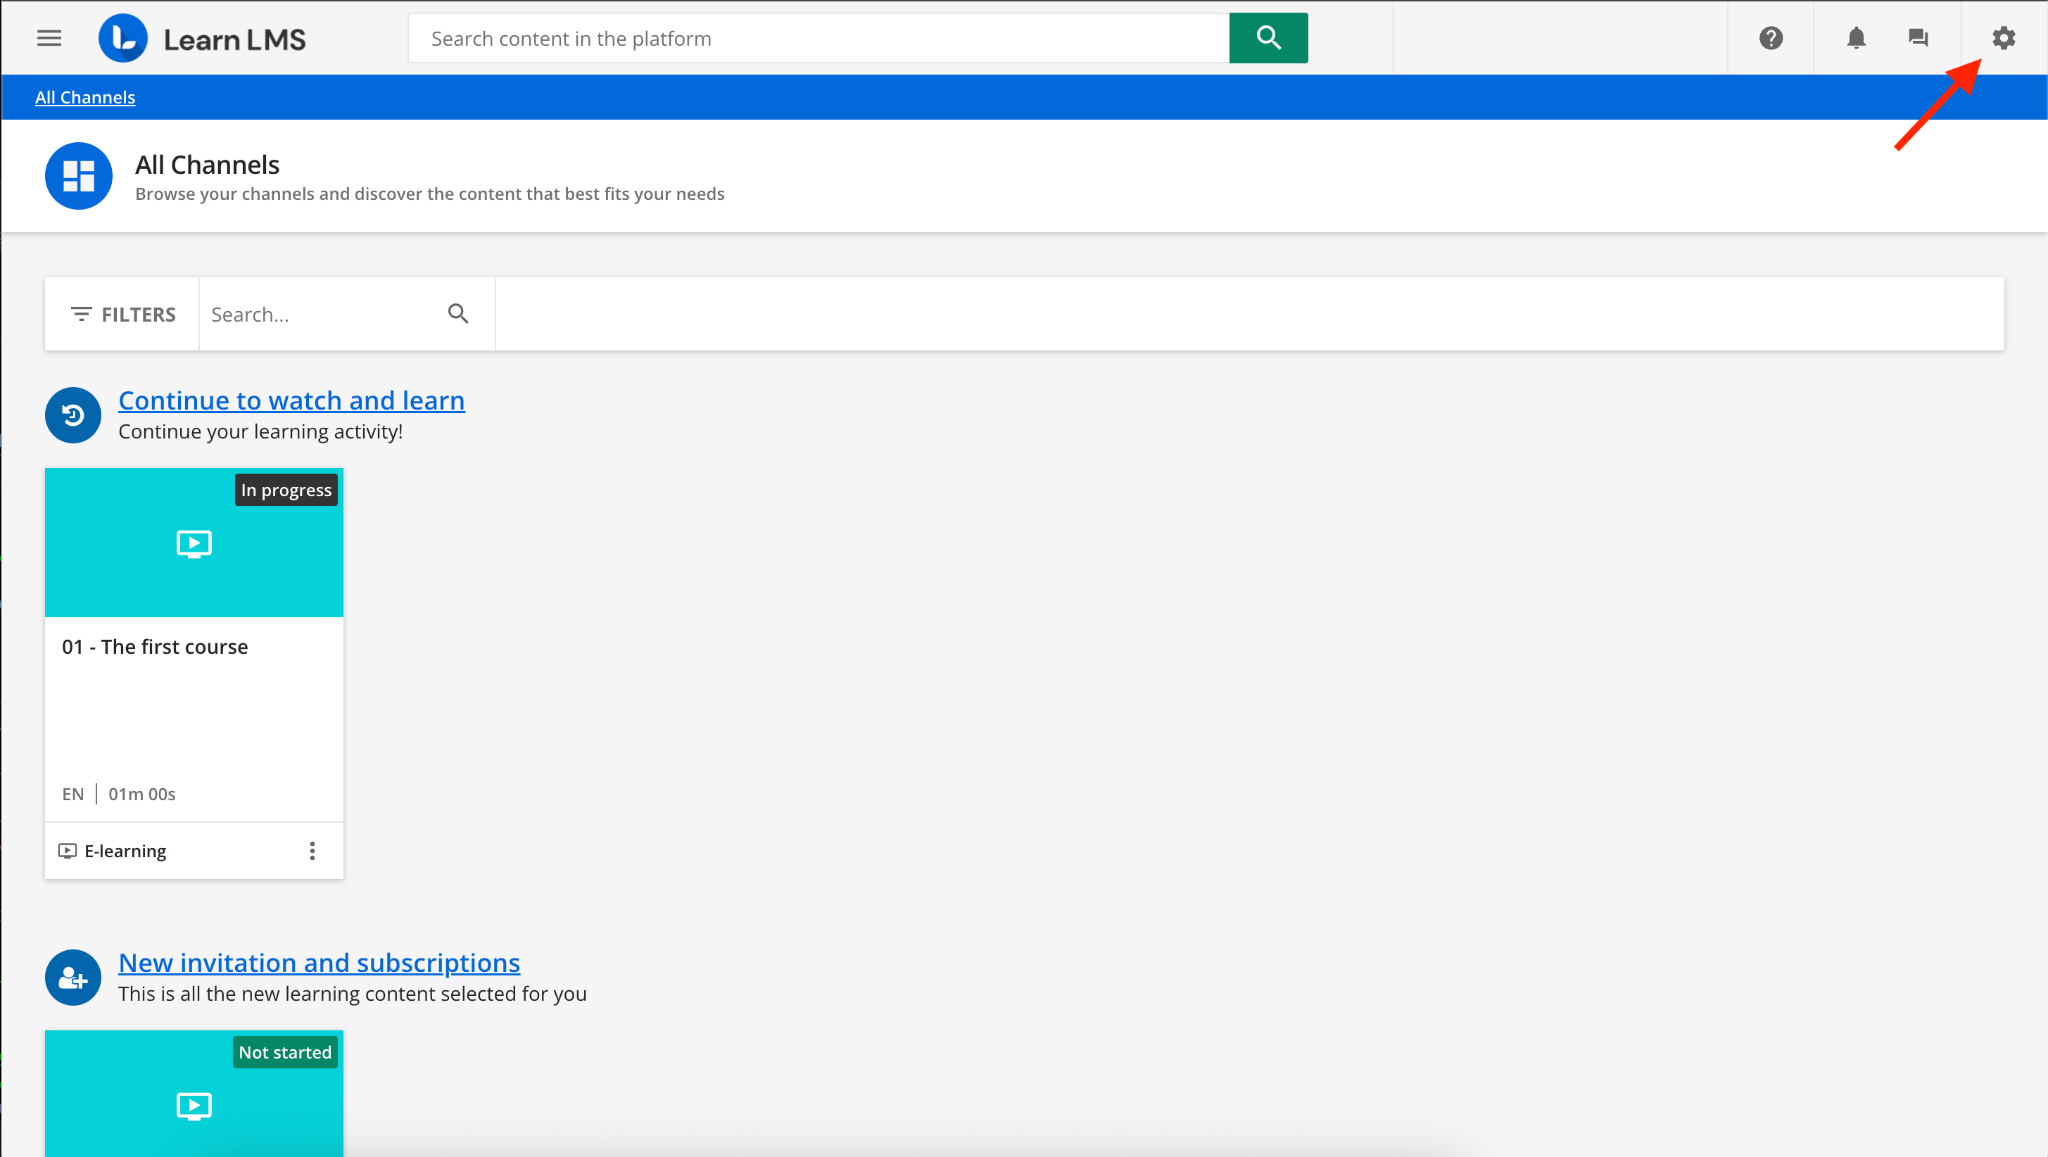 Learn LMS
Search content in the platform
All Channels
All Channels
Browse your channels and discover the content that best fits your needs
FILTERS
Search...
Continue to watch and learn
Continue your learning activity!
In progress
01 - The first course
EN | 01m 00s
E-learning
New invitation and subscriptions
This is all the new learning content selected for you
Not started